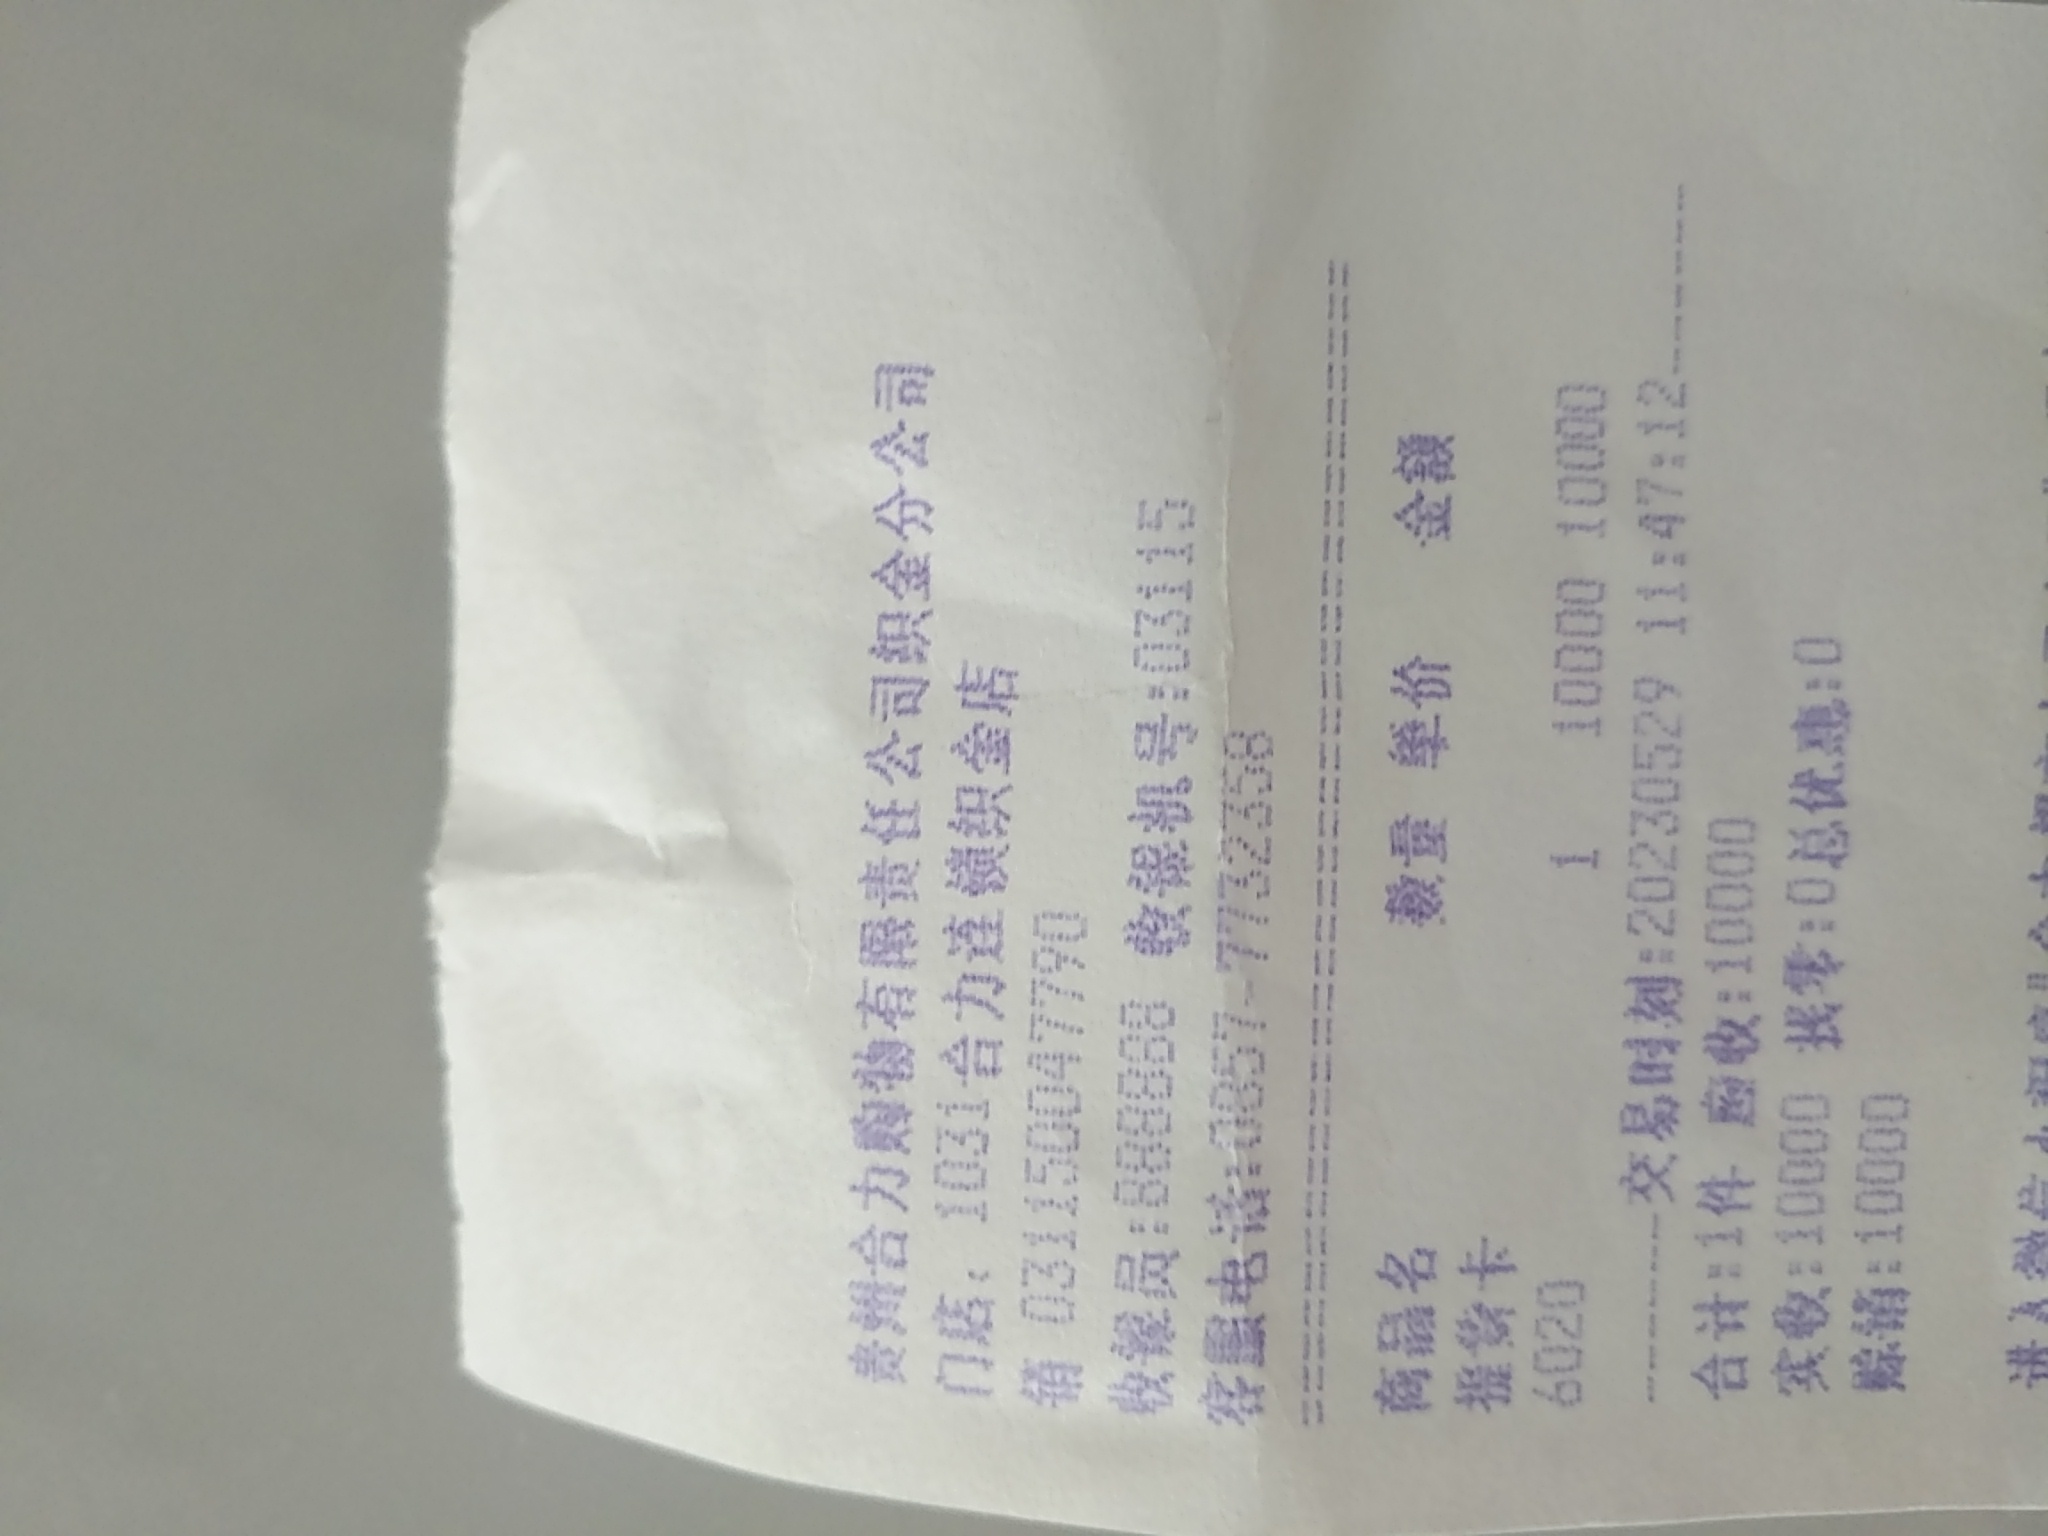 贵州合力购物有限责任公司织金分公司
门店: 1031合力连锁织金店
销 031150047790
收银员:888888 收银机号:03115
客服电话:0857-7732358
================================
商品名 数量 单价 金额
提货卡
6020 1 10000 10000
--------交易时刻:20230529 11:47:12--------
合计:1件 应收:10000
实收:10000 找零:0总优惠:0
赊销:10000